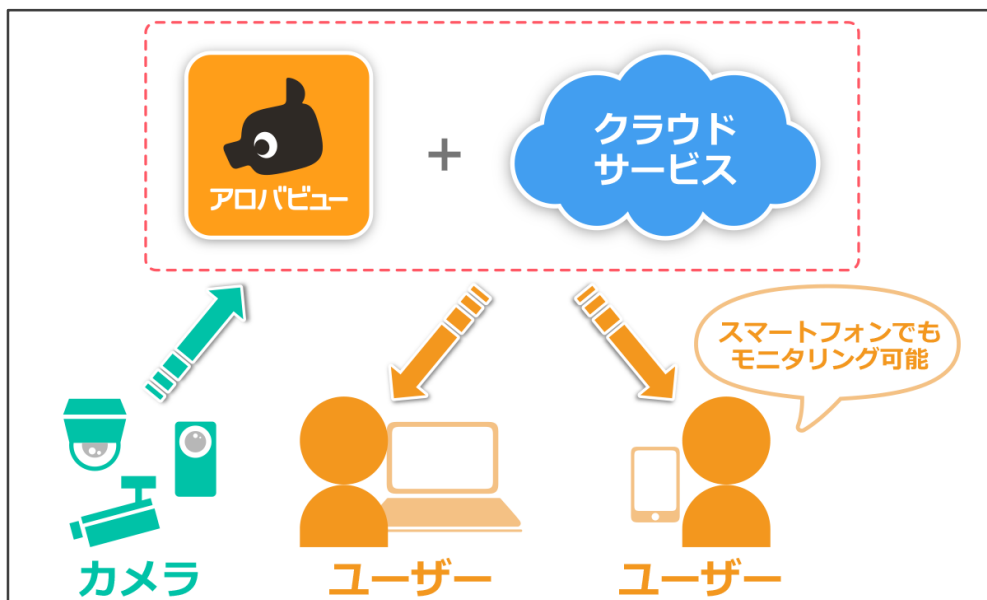 アロバビュー
+
クラウド
サービス
スマートフォンでも
モニタリング可能
カメラ
ユーザー
ユーザー